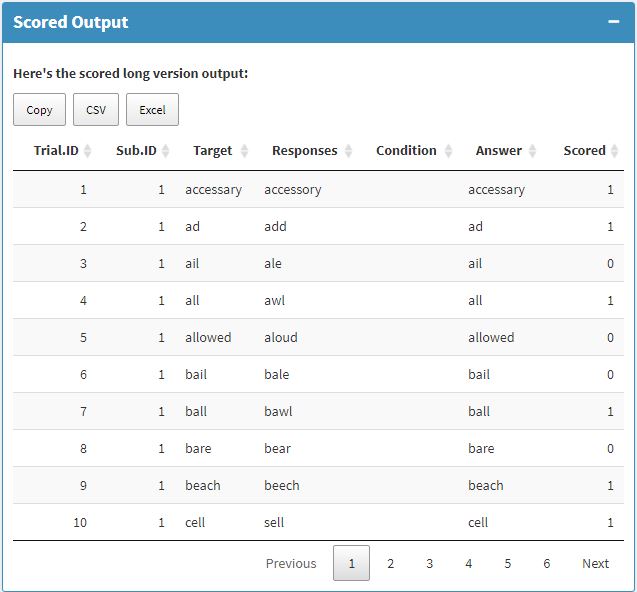 Scored Output
Here's the scored long version output:
Copy CSV Excel
Trial.ID Sub.ID Target Responses Condition Answer Scored
1 1 accessary accessory accessary 1
2 1 ad add ad 1
3 1 ail ale ail 0
4 1 all awl all 1
5 1 allowed aloud allowed 0
6 1 bail bale bail 0
7 1 ball bawl ball 1
8 1 bare bear bare 0
9 1 beach beech beach 1
10 1 cell sell cell 1
Previous 1 2 3 4 5 6 Next